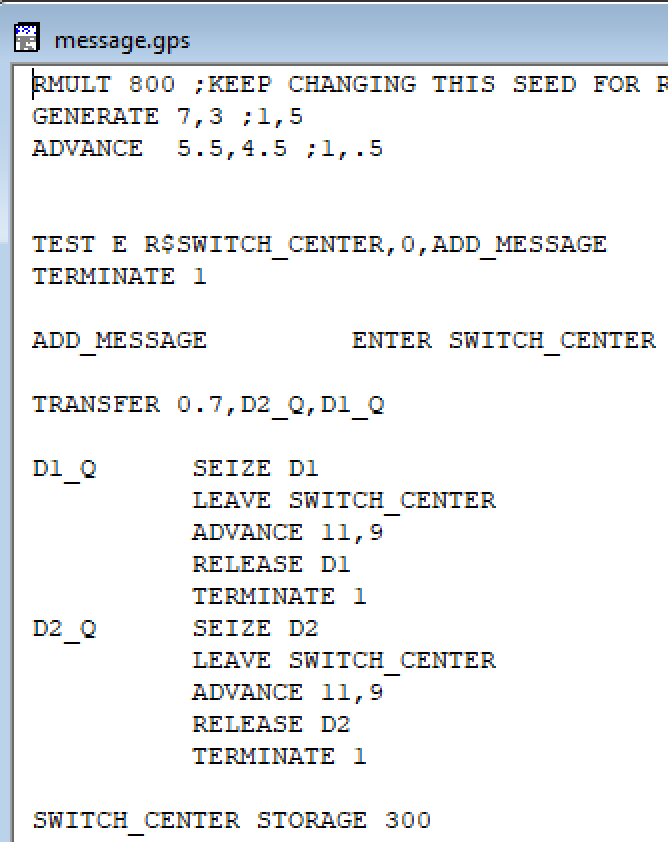 message.gps
RMULT 800 ;KEEP CHANGING THIS SEED FOR
GENERATE 7,3 ;1,5
ADVANCE  5.5,4.5 ;1,.5
TEST E R$SWITCH_CENTER,0,ADD_MESSAGE
TERMINATE 1
ADD_MESSAGE         ENTER SWITCH_CENTER
TRANSFER 0.7,D2_Q,D1_Q
D1_Q      SEIZE D1
          LEAVE SWITCH_CENTER
          ADVANCE 11,9
          RELEASE D1
          TERMINATE 1
D2_Q      SEIZE D2
          LEAVE SWITCH_CENTER
          ADVANCE 11,9
          RELEASE D2
          TERMINATE 1
SWITCH_CENTER STORAGE 300